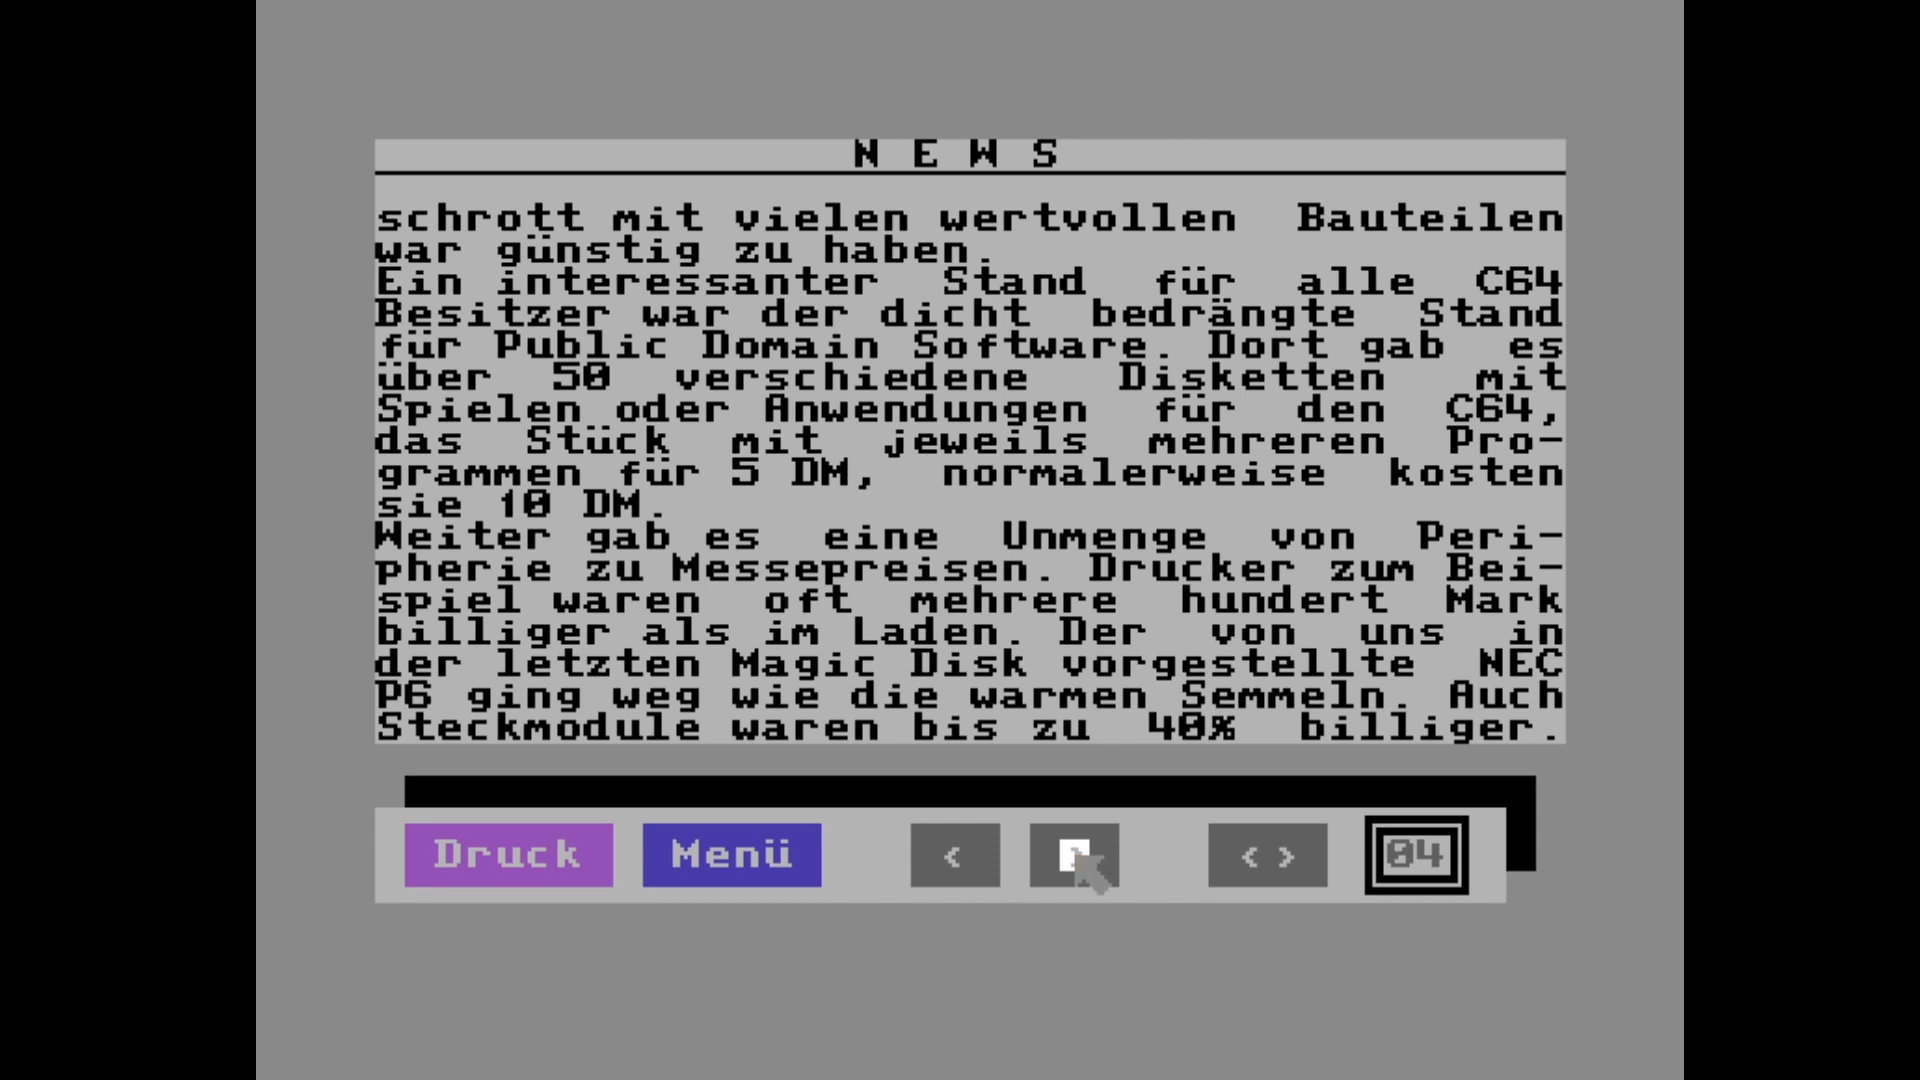 N E W S
schrott mit vielen wertvollen Bauteilen
war günstig zu haben.
Ein interessanter Stand für alle C64
Besitzer war der dicht bedrängte Stand
für Public Domain Software. Dort gab es
über 50 verschiedene Disketten mit
Spielen oder Anwendungen für den C64,
das Stück mit jeweils mehreren Pro-
grammen für 5 DM, normalerweise kosten
sie 10 DM.
Weiter gab es eine Unmenge von Peri-
pherie zu Messepreisen. Drucker zum Bei-
spiel waren oft mehrere hundert Mark
billiger als im Laden. Der von uns in
der letzten Magic Disk vorgestellte NEC
P6 ging weg wie die warmen Semmeln. Auch
Steckmodule waren bis zu 40% billiger.
Druck Menü < > < > 04